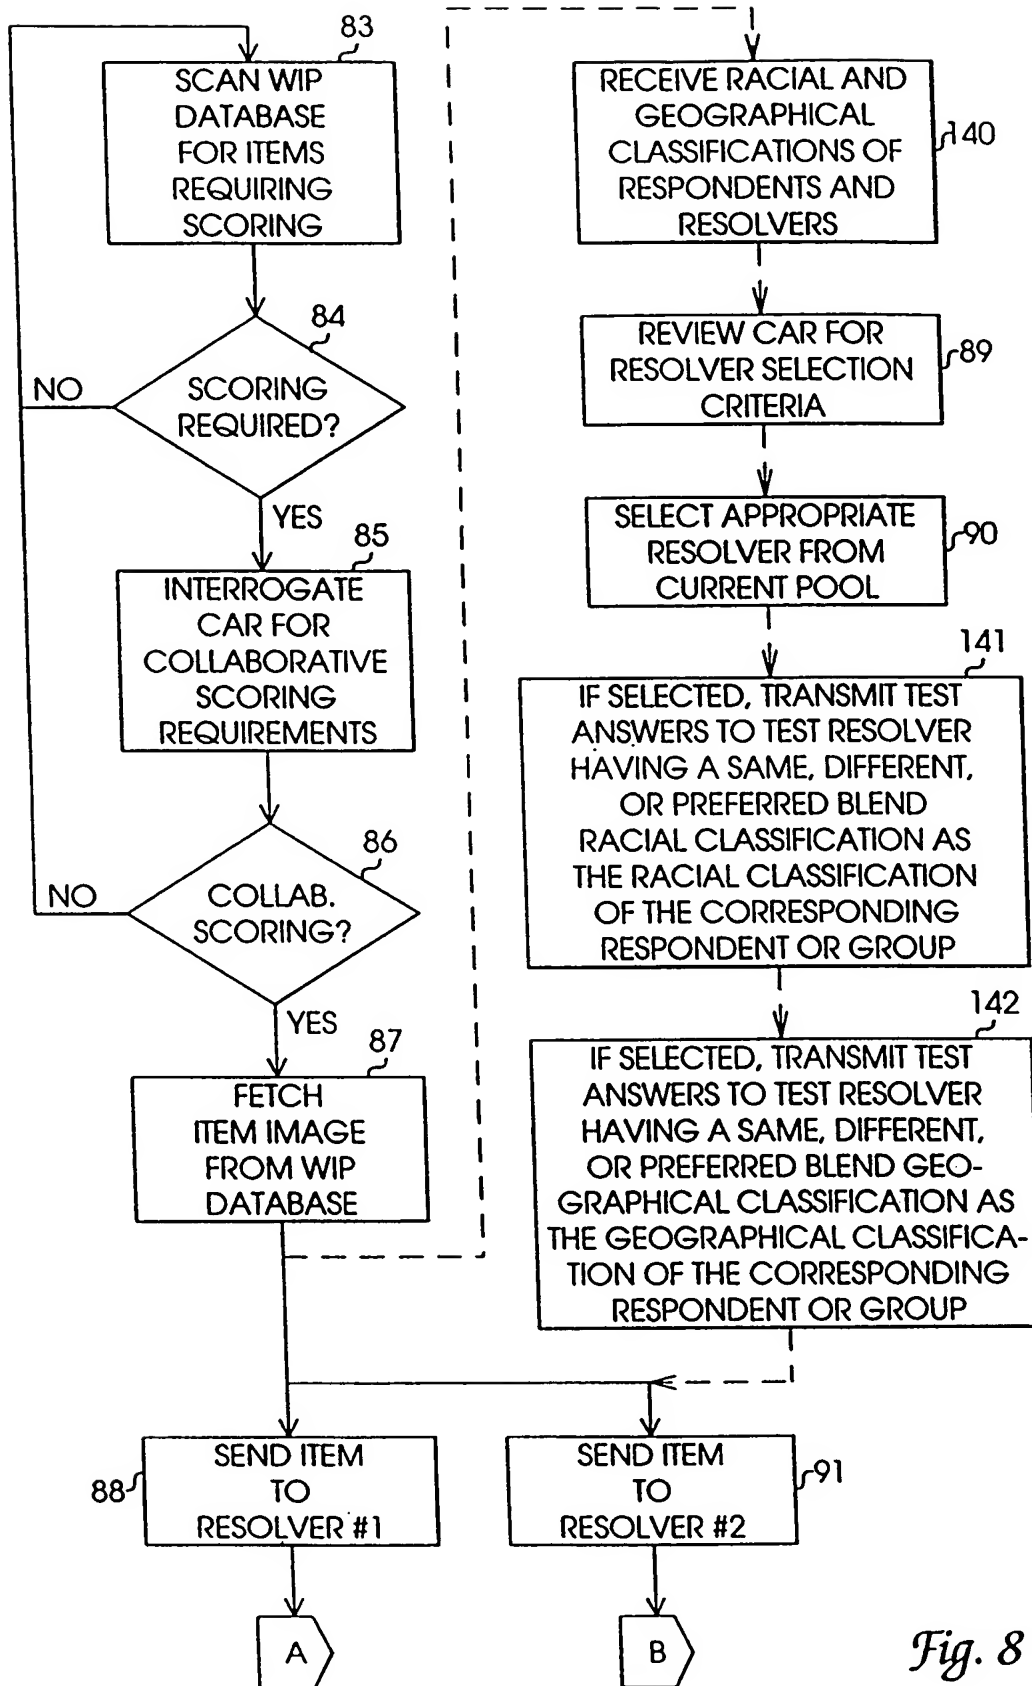 83
SCAN WIP
DATABASE
FOR ITEMS
REQUIRING
SCORING
84
NO
SCORING
REQUIRED?
YES
85
INTERROGATE
CAR FOR
COLLABORATIVE
SCORING
REQUIREMENTS
86
NO
COLLAB.
SCORING?
YES
87
FETCH
ITEM IMAGE
FROM WIP
DATABASE
RECEIVE RACIAL AND
GEOGRAPHICAL
CLASSIFICATIONS OF
RESPONDENTS AND
RESOLVERS
140
REVIEW CAR FOR
RESOLVER SELECTION
CRITERIA
89
SELECT APPROPRIATE
RESOLVER FROM
CURRENT POOL
90
141
IF SELECTED, TRANSMIT TEST
ANSWERS TO TEST RESOLVER
HAVING A SAME, DIFFERENT,
OR PREFERRED BLEND
RACIAL CLASSIFICATION AS
THE RACIAL CLASSIFICATION
OF THE CORRESPONDING
RESPONDENT OR GROUP
142
IF SELECTED, TRANSMIT TEST
ANSWERS TO TEST RESOLVER
HAVING A SAME, DIFFERENT,
OR PREFERRED BLEND GEO-
GRAPHICAL CLASSIFICATION AS
THE GEOGRAPHICAL CLASSIFICA-
TION OF THE CORRESPONDING
RESPONDENT OR GROUP
88
SEND ITEM
TO
RESOLVER #1
SEND ITEM
TO
RESOLVER #2
91
A
B
Fig. 8